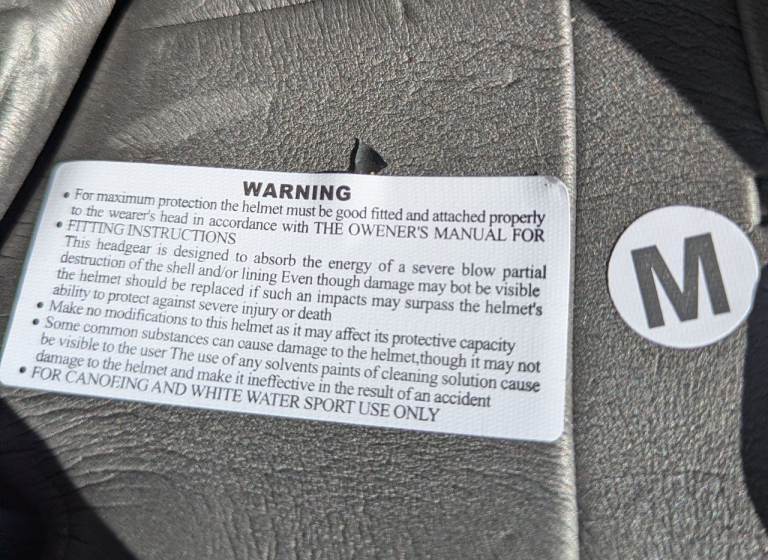 WARNING
• For maximum protection the helmet must be good fitted and attached properly
to the wearer's head in accordance with THE OWENER'S MANUAL FOR
• FITTING INSTRUCTIONS
This headgear is designed to absorb the energy of a severe blow partial
destruction of the shell and/or lining Even though damage may bot be visible
the helmet should be replaced if such an impacts may surpass the helmet's
ability to protect against severe injury or death
• Make no modifications to this helmet as it may affect its protective capacity
• Some common substances can cause damage to the helmet,though it may not
be visible to the user The use of any solvents paints of cleaning solution cause
damage to the helmet and make it ineffective in the result of an accident
• FOR CANOEING AND WHITE WATER SPORT USE ONLY
M